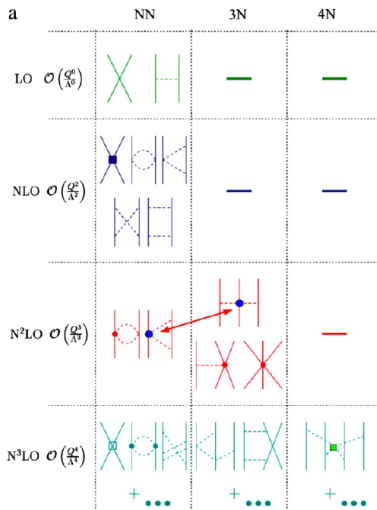 a
NN 3N 4N
LO 𝒪(Q⁰/Λ⁰)
NLO 𝒪(Q²/Λ²)
N²LO 𝒪(Q³/Λ³)
N³LO 𝒪(Q⁴/Λ⁴)
+ ••• + ••• + •••